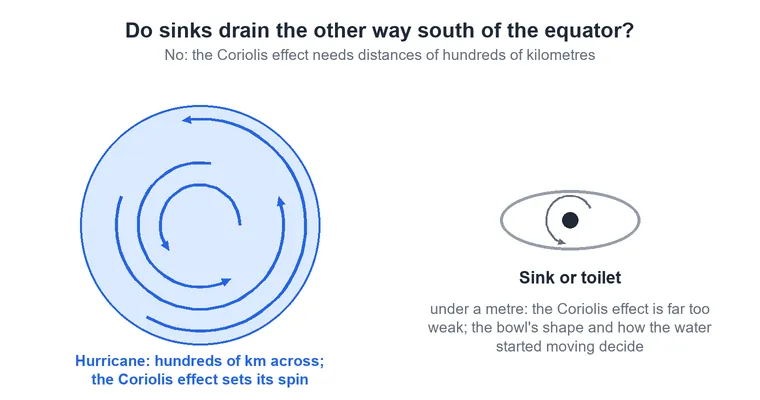 Do sinks drain the other way south of the equator?
No: the Coriolis effect needs distances of hundreds of kilometres
Hurricane: hundreds of km across;
the Coriolis effect sets its spin
Sink or toilet
under a metre: the Coriolis effect is far too
weak; the bowl's shape and how the water
started moving decide